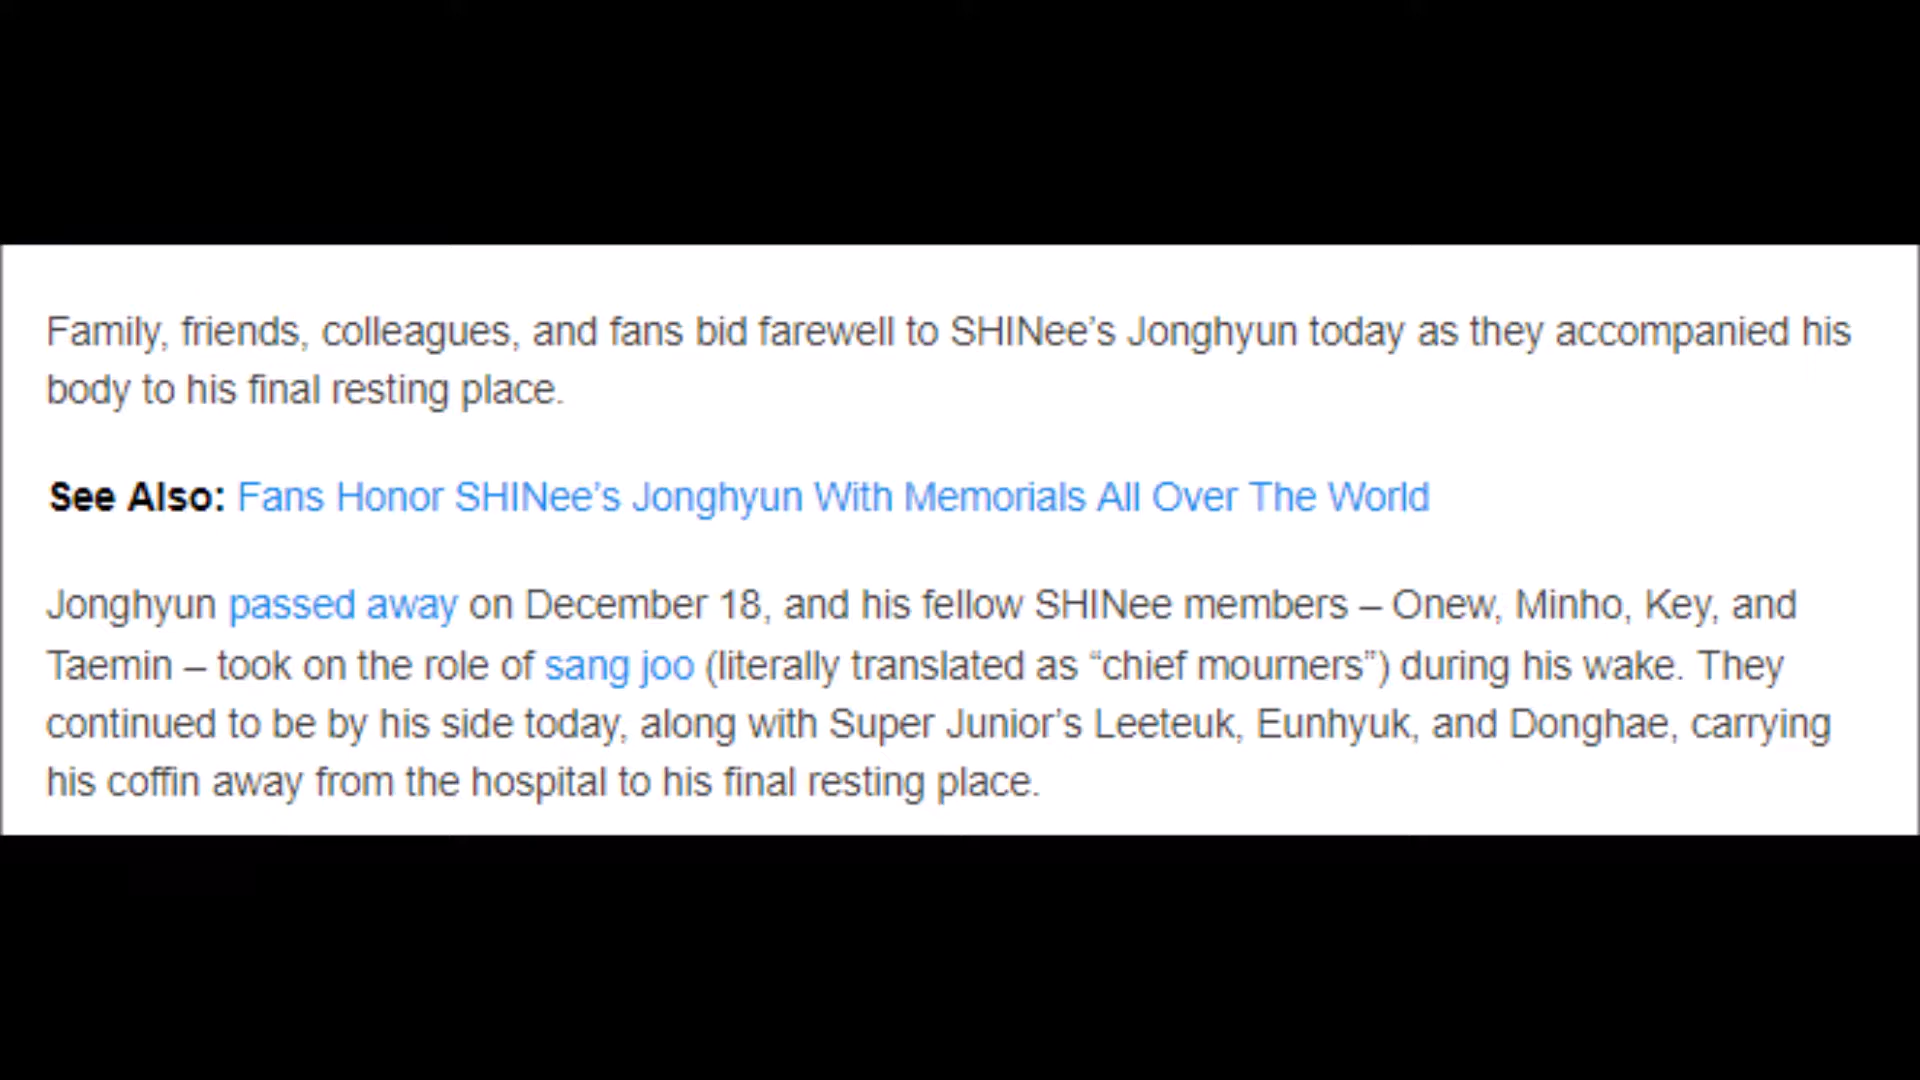 Family, friends, colleagues, and fans bid farewell to SHINee’s Jonghyun today as they accompanied his
body to his final resting place.
See Also: Fans Honor SHINee’s Jonghyun With Memorials All Over The World
Jonghyun passed away on December 18, and his fellow SHINee members – Onew, Minho, Key, and
Taemin – took on the role of sang joo (literally translated as “chief mourners”) during his wake. They
continued to be by his side today, along with Super Junior’s Leeteuk, Eunhyuk, and Donghae, carrying
his coffin away from the hospital to his final resting place.